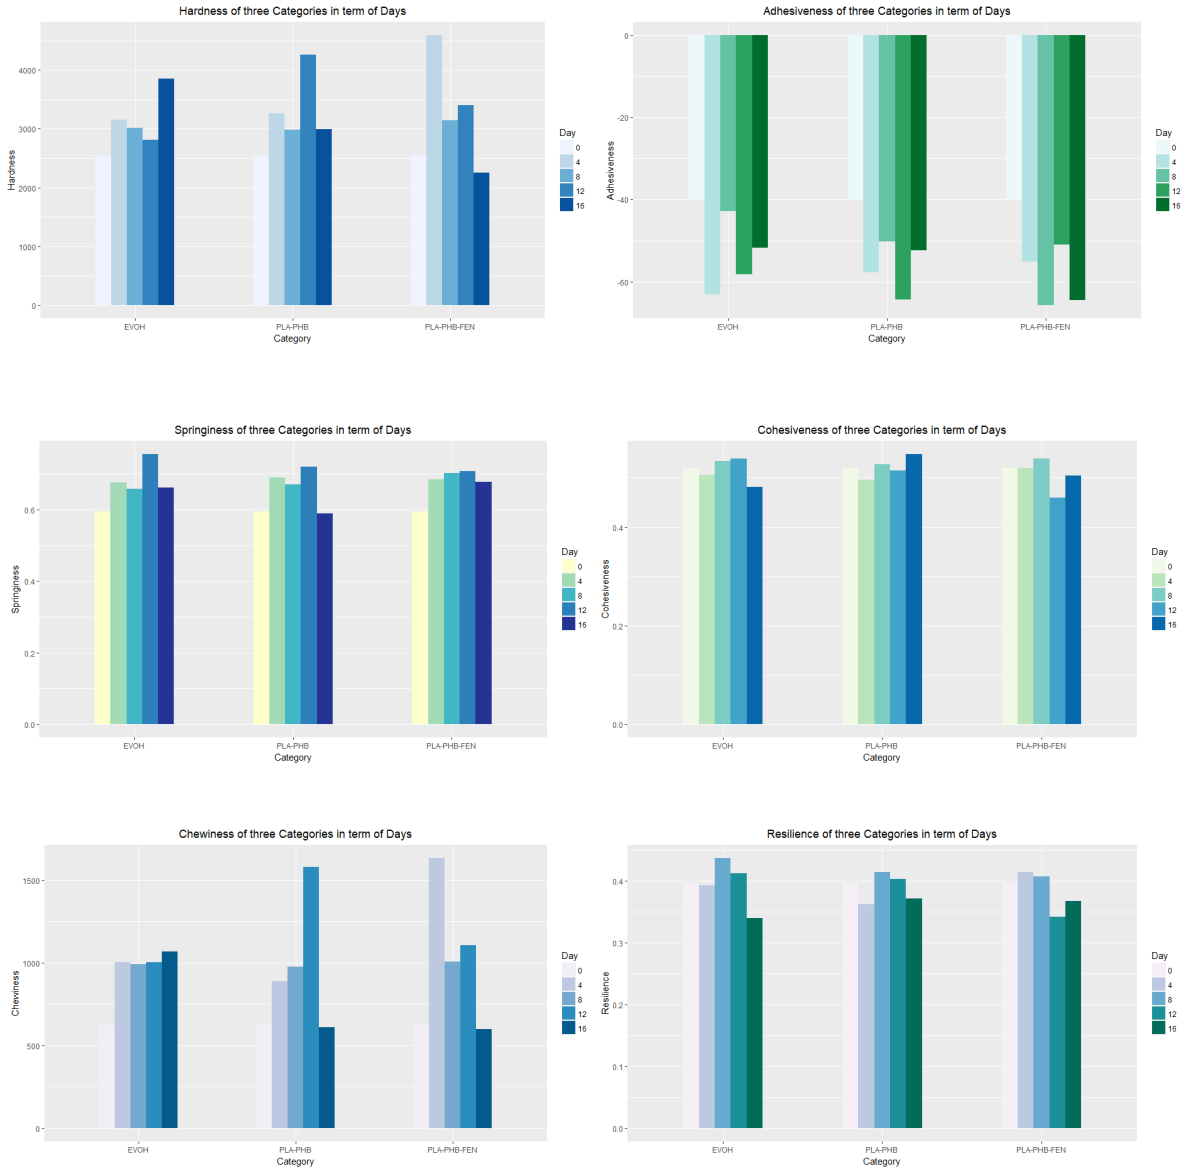 Hardness of three Categories in term of Days
4000
3000
2000
1000
0
Hardness
EVOH
PLA-PHB
PLA-PHB-FEN
Category
Day
0
4
8
12
16
Adhesiveness of three Categories in term of Days
0
-20
-40
-60
Adhesiveness
EVOH
PLA-PHB
PLA-PHB-FEN
Category
Day
0
4
8
12
16
Springiness of three Categories in term of Days
0.6
0.4
0.2
0.0
Springiness
EVOH
PLA-PHB
PLA-PHB-FEN
Category
Day
0
4
8
12
16
Cohesiveness of three Categories in term of Days
0.4
0.2
0.0
Cohesiveness
EVOH
PLA-PHB
PLA-PHB-FEN
Category
Day
0
4
8
12
16
Chewiness of three Categories in term of Days
1500
1000
500
0
Chewiness
EVOH
PLA-PHB
PLA-PHB-FEN
Category
Day
0
4
8
12
16
Resilience of three Categories in term of Days
0.4
0.3
0.2
0.1
0.0
Resilience
EVOH
PLA-PHB
PLA-PHB-FEN
Category
Day
0
4
8
12
16